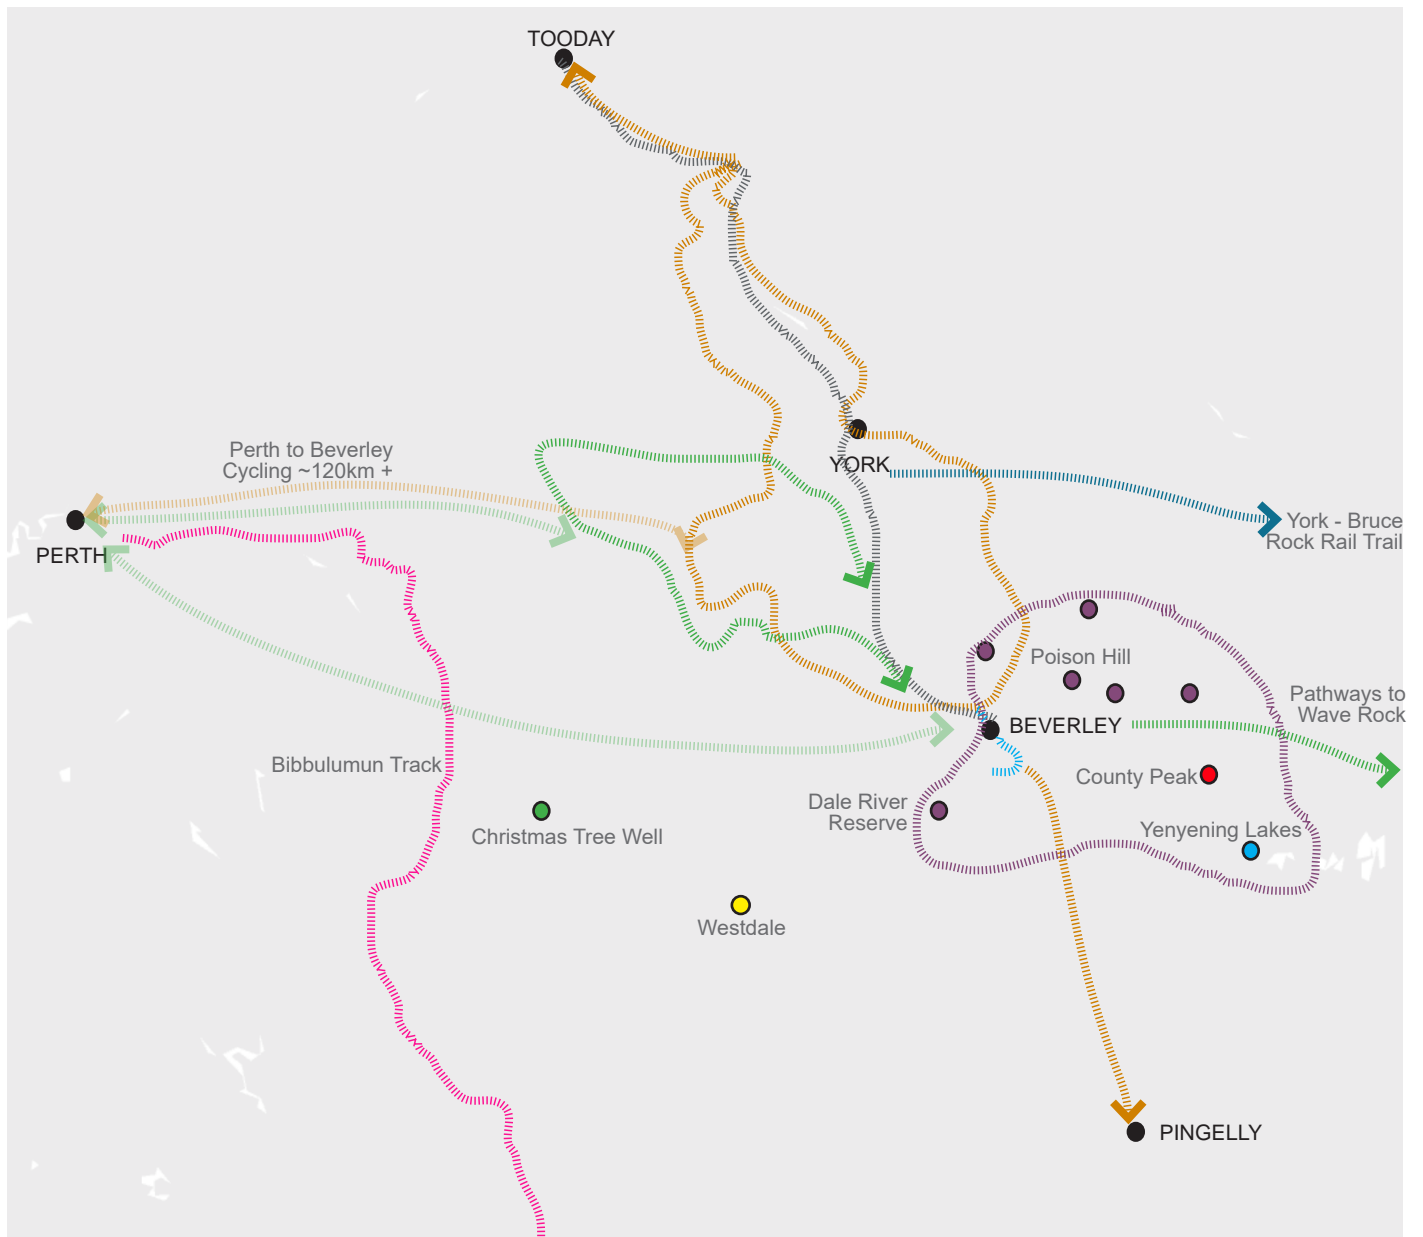 TOODAY
Perth to Beverley
Cycling ~120km +
YORK
York - Bruce
Rock Rail Trail
PERTH
Poison Hill
Pathways to
Wave Rock
BEVERLEY
Bibbulumun Track
County Peak
Dale River
Reserve
Christmas Tree Well
Yenyening Lakes
Westdale
PINGELLY